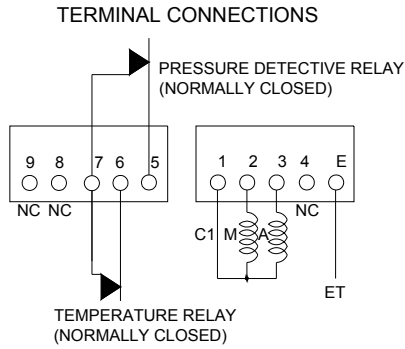 TERMINAL CONNECTIONS
PRESSURE DETECTIVE RELAY
(NORMALLY CLOSED)
9 8 7 6 5
NC NC
1 2 3 4 E
NC
C1 M A
ET
TEMPERATURE RELAY
(NORMALLY CLOSED)